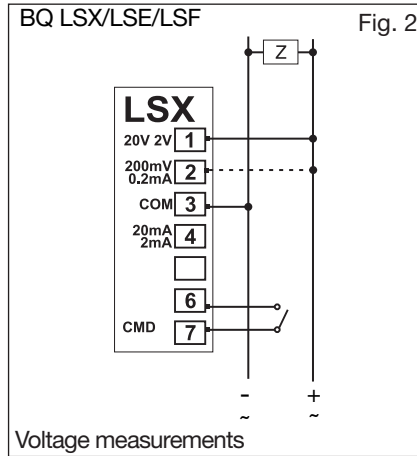 BQ LSX/LSE/LSF
Fig. 2
Z
LSX
20V 2V 1
200mV
0.2mA 2
COM 3
20mA
2mA 4
6
CMD 7
- +
~ ~
Voltage measurements